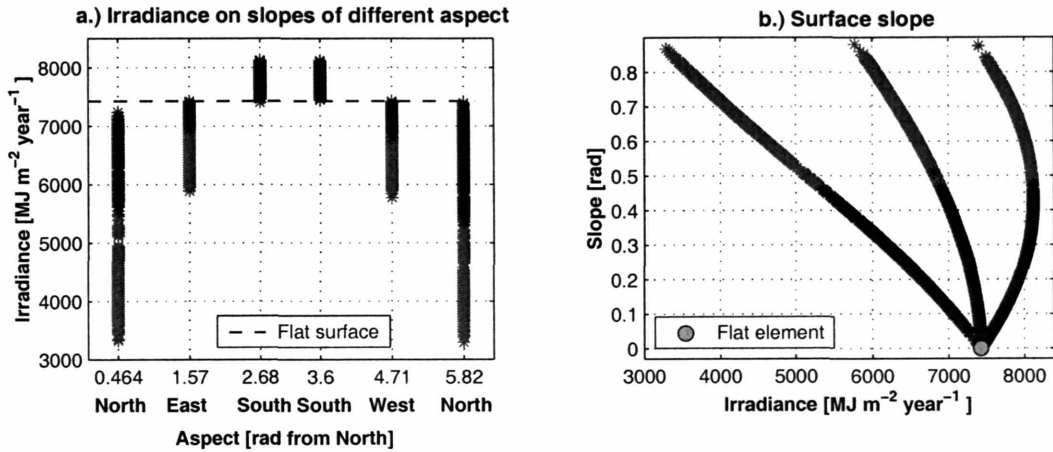 a.) Irradiance on slopes of different aspect
Irradiance [MJ m⁻² year⁻¹]
8000
7000
6000
5000
4000
3000
Flat surface
0.464 1.57 2.68 3.6 4.71 5.82
North East South South West North
Aspect [rad from North]
b.) Surface slope
Slope [rad]
0.8
0.7
0.6
0.5
0.4
0.3
0.2
0.1
0
Flat element
3000 4000 5000 6000 7000 8000
Irradiance [MJ m⁻² year⁻¹]